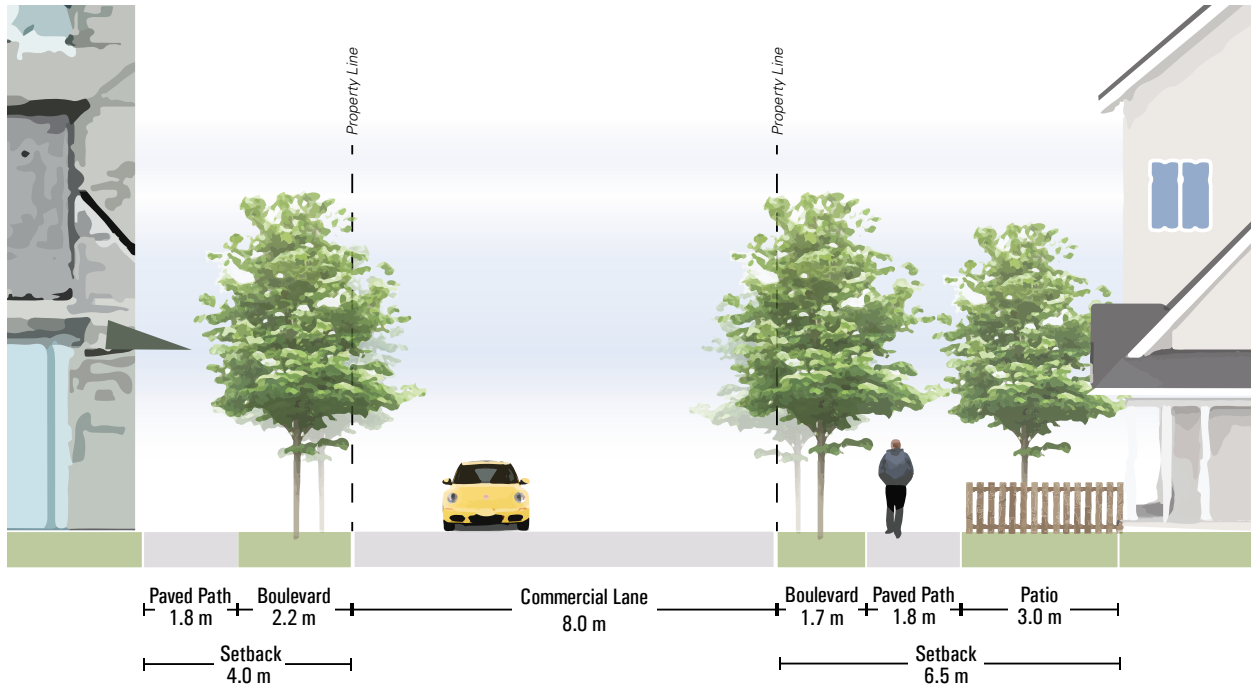 Property Line
Property Line
Paved Path
1.8 m
Boulevard
2.2 m
Commercial Lane
8.0 m
Boulevard
1.7 m
Paved Path
1.8 m
Patio
3.0 m
Setback
4.0 m
Setback
6.5 m